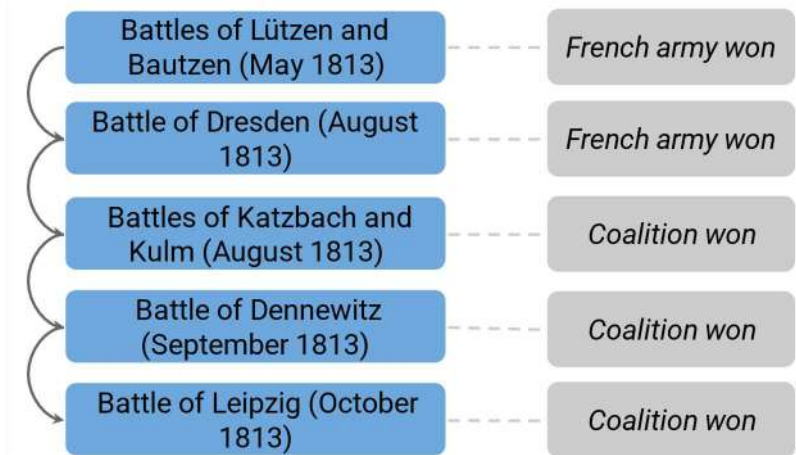 Battles of Lützen and
Bautzen (May 1813)
French army won
Battle of Dresden (August
1813)
French army won
Battles of Katzbach and
Kulm (August 1813)
Coalition won
Battle of Dennewitz
(September 1813)
Coalition won
Battle of Leipzig (October
1813)
Coalition won